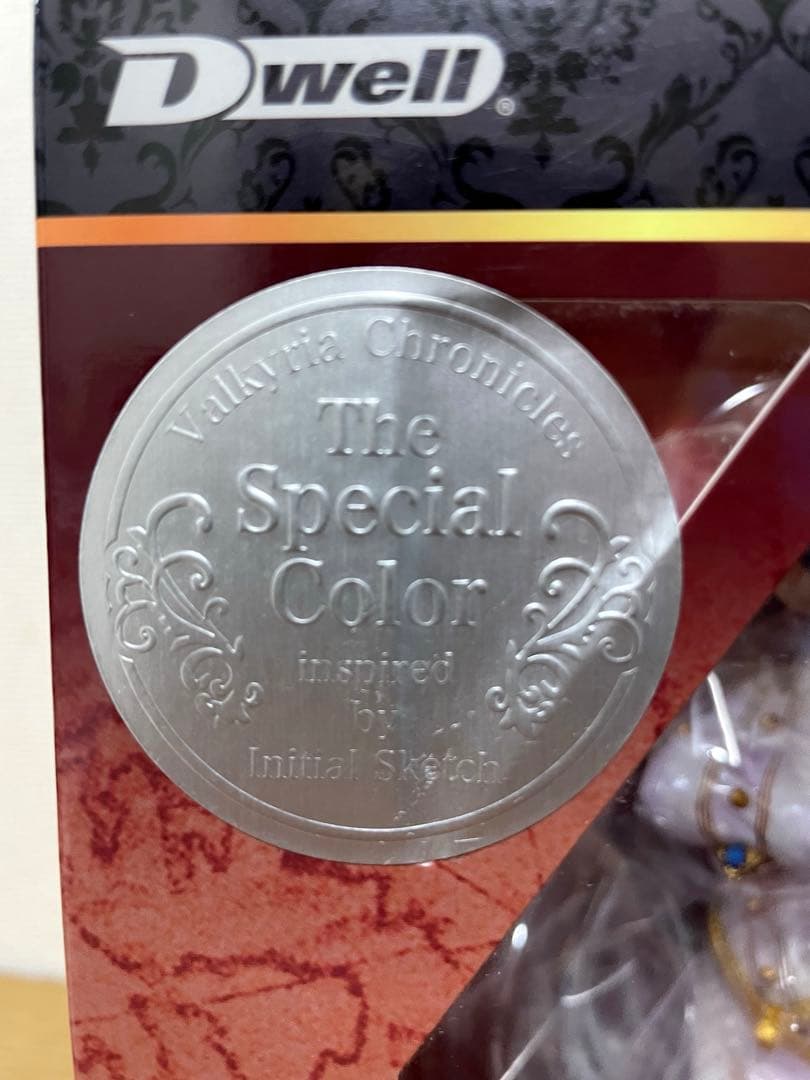 Dwell®
Valkyria Chronicles
The
Special
Color
inspired
by
Initial Sketch